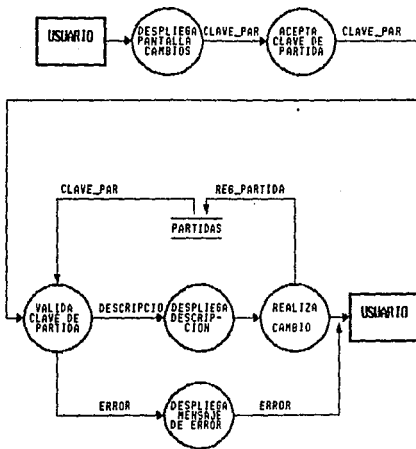 USUARIO
DESPLIEGA
PANTALLA
CAMBIOS
CLAVE_PAR
ACEPTA
CLAVE DE
PARTIDA
CLAVE_PAR
CLAVE_PAR
REG_PARTIDA
PARTIDAS
VALIDA
CLAVE DE
PARTIDA
DESCRIPCIO
DESPLIEGA
DESCRIP-
CION
REALIZA
CAMBIO
USUARIO
ERROR
DESPLIEGA
MENSAJE
DE ERROR
ERROR